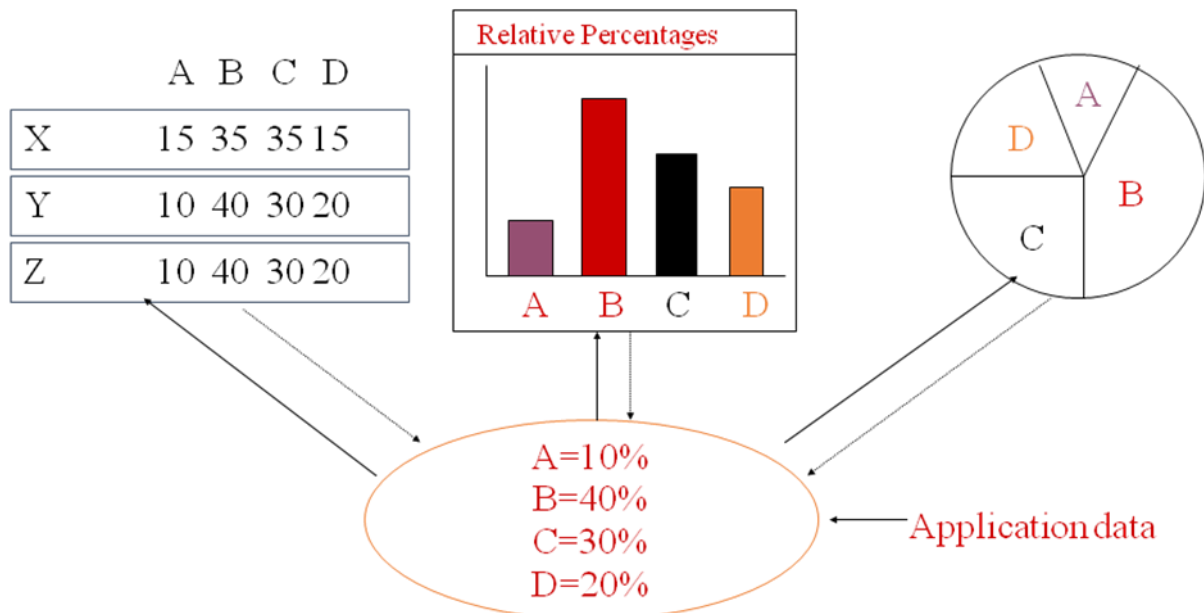 A B C D
X 15 35 35 15
Y 10 40 30 20
Z 10 40 30 20
Relative Percentages
A B C D
A
D
B
C
A=10%
B=40%
C=30%
D=20%
Application data